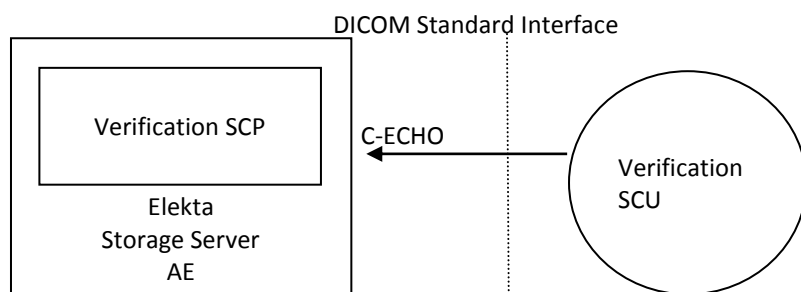 DICOM Standard Interface
Verification SCP
C-ECHO
Verification
SCU
Elekta
Storage Server
AE